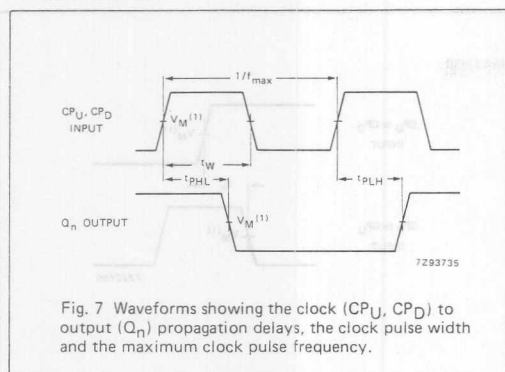 1/fmax
CPU, CPD
INPUT
VM(1)
tW
tPHL
tPLH
Qn OUTPUT
VM(1)
7Z93735
Fig. 7 Waveforms showing the clock (CPU, CPD) to
output (Qn) propagation delays, the clock pulse width
and the maximum clock pulse frequency.